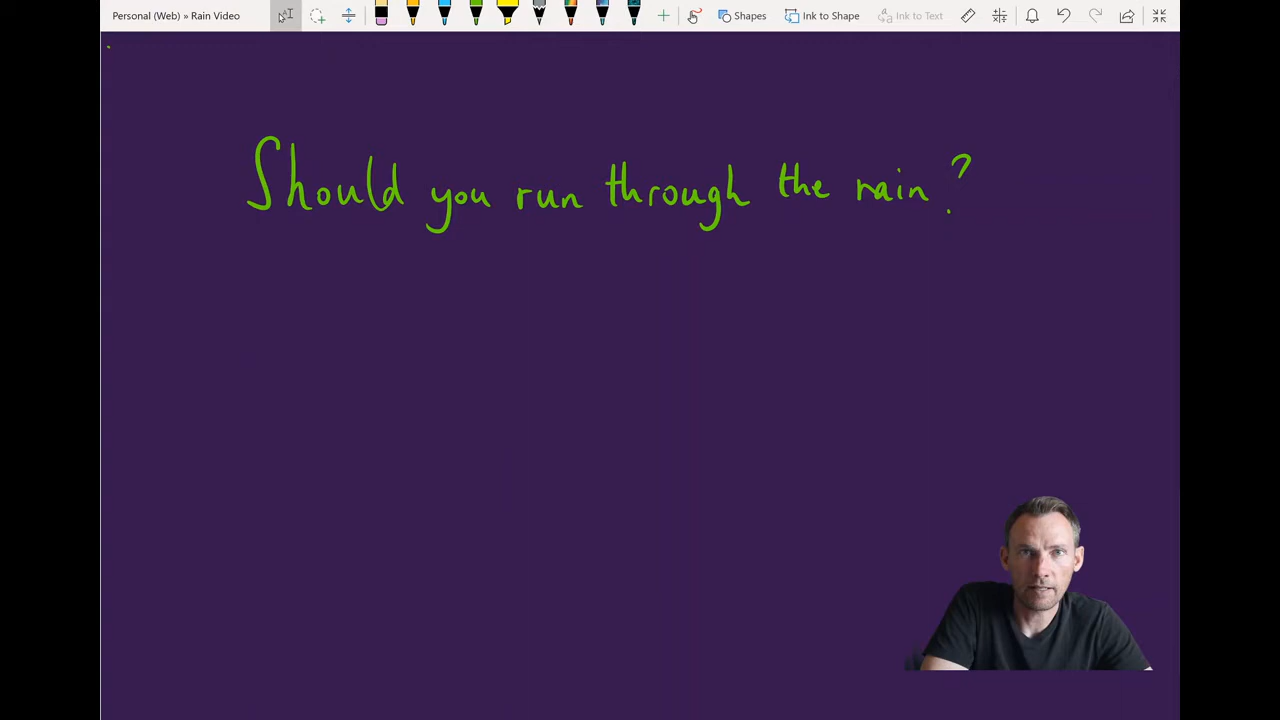 Personal (Web) » Rain Video
Shapes
Ink to Shape
Ink to Text
Should you run through the rain?